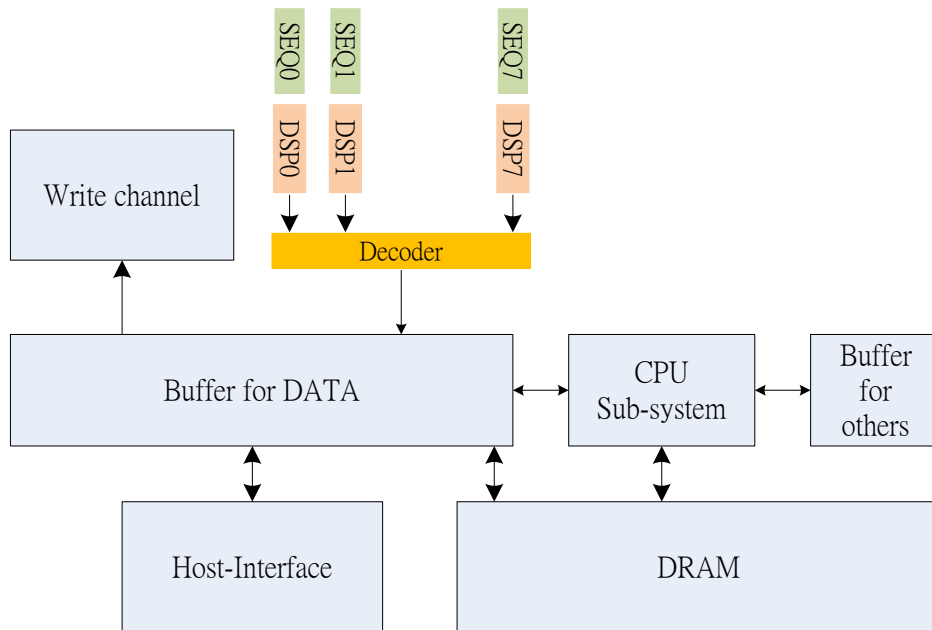 SEQ0
SEQ1
SEQ7
DSP0
DSP1
DSP7
Write channel
Decoder
Buffer for DATA
CPU
Sub-system
Buffer
for
others
Host-Interface
DRAM